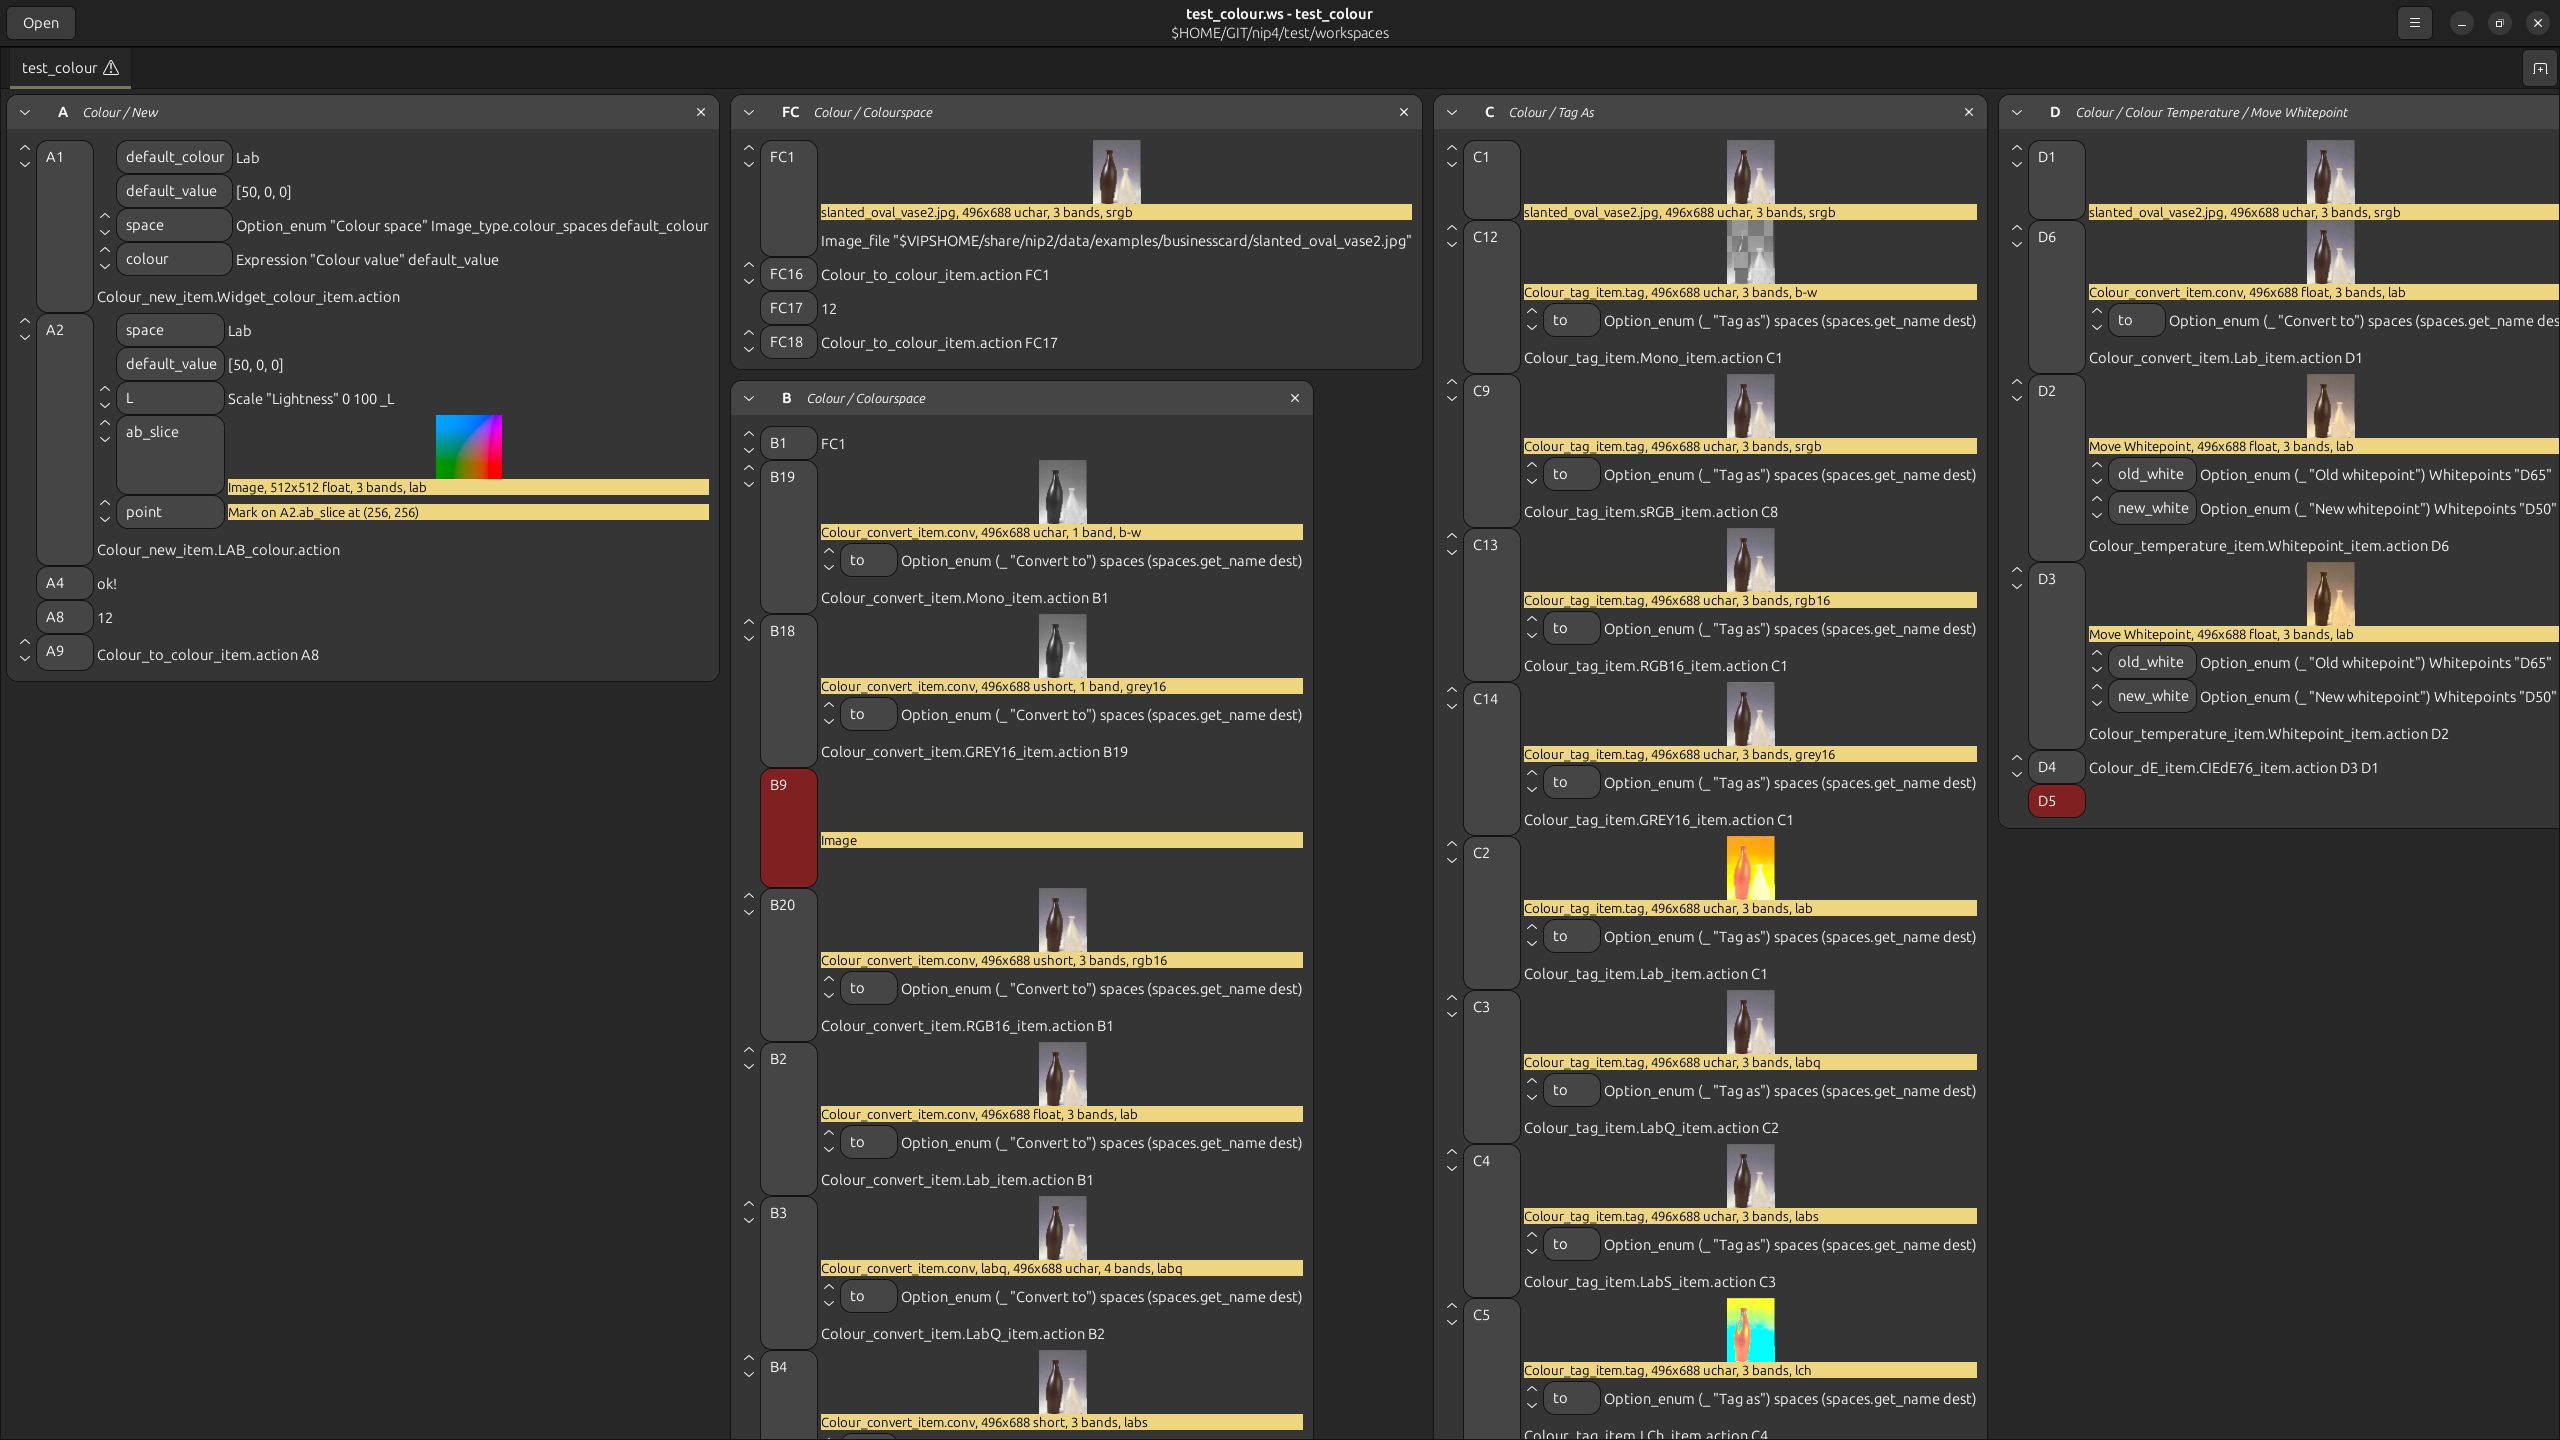 Open
test_colour.ws - test_colour
$HOME/GIT/nip4/test/workspaces
test_colour
A Colour / New
A1
default_colour Lab
default_value [50, 0, 0]
space Option_enum "Colour space" Image_type.colour_spaces default_colour
colour Expression "Colour value" default_value
Colour_new_item.Widget_colour_item.action
A2
space Lab
default_value [50, 0, 0]
L Scale "Lightness" 0 100 _L
ab_slice
Image, 512x512 float, 3 bands, lab
point Mark on A2.ab_slice at (256, 256)
Colour_new_item.LAB_colour.action
A4 ok!
A8 12
A9 Colour_to_colour_item.action A8
FC Colour / Colourspace
FC1
slanted_oval_vase2.jpg, 496x688 uchar, 3 bands, srgb
Image_file "$VIPSHOME/share/nip2/data/examples/businesscard/slanted_oval_vase2.jpg"
FC16 Colour_to_colour_item.action FC1
FC17 12
FC18 Colour_to_colour_item.action FC17
B Colour / Colourspace
B1 FC1
B19
Colour_convert_item.conv, 496x688 uchar, 1 band, b-w
to Option_enum (_ "Convert to") spaces (spaces.get_name dest)
Colour_convert_item.Mono_item.action B1
B18
Colour_convert_item.conv, 496x688 ushort, 1 band, grey16
to Option_enum (_ "Convert to") spaces (spaces.get_name dest)
Colour_convert_item.GREY16_item.action B19
B9
Image
B20
Colour_convert_item.conv, 496x688 ushort, 3 bands, rgb16
to Option_enum (_ "Convert to") spaces (spaces.get_name dest)
Colour_convert_item.RGB16_item.action B1
B2
Colour_convert_item.conv, 496x688 float, 3 bands, lab
to Option_enum (_ "Convert to") spaces (spaces.get_name dest)
Colour_convert_item.Lab_item.action B1
B3
Colour_convert_item.conv, labq, 496x688 uchar, 4 bands, labq
to Option_enum (_ "Convert to") spaces (spaces.get_name dest)
Colour_convert_item.LabQ_item.action B2
B4
Colour_convert_item.conv, 496x688 short, 3 bands, labs
C Colour / Tag As
C1
slanted_oval_vase2.jpg, 496x688 uchar, 3 bands, srgb
C12
Colour_tag_item.tag, 496x688 uchar, 3 bands, b-w
to Option_enum (_ "Tag as") spaces (spaces.get_name dest)
Colour_tag_item.Mono_item.action C1
C9
Colour_tag_item.tag, 496x688 uchar, 3 bands, srgb
to Option_enum (_ "Tag as") spaces (spaces.get_name dest)
Colour_tag_item.sRGB_item.action C8
C13
Colour_tag_item.tag, 496x688 uchar, 3 bands, rgb16
to Option_enum (_ "Tag as") spaces (spaces.get_name dest)
Colour_tag_item.RGB16_item.action C1
C14
Colour_tag_item.tag, 496x688 uchar, 3 bands, grey16
to Option_enum (_ "Tag as") spaces (spaces.get_name dest)
Colour_tag_item.GREY16_item.action C1
C2
Colour_tag_item.tag, 496x688 uchar, 3 bands, lab
to Option_enum (_ "Tag as") spaces (spaces.get_name dest)
Colour_tag_item.Lab_item.action C1
C3
Colour_tag_item.tag, 496x688 uchar, 3 bands, labq
to Option_enum (_ "Tag as") spaces (spaces.get_name dest)
Colour_tag_item.LabQ_item.action C2
C4
Colour_tag_item.tag, 496x688 uchar, 3 bands, labs
to Option_enum (_ "Tag as") spaces (spaces.get_name dest)
Colour_tag_item.LabS_item.action C3
C5
Colour_tag_item.tag, 496x688 uchar, 3 bands, lch
to Option_enum (_ "Tag as") spaces (spaces.get_name dest)
Colour_tag_item.LCh_item.action C4
D Colour / Colour Temperature / Move Whitepoint
D1
slanted_oval_vase2.jpg, 496x688 uchar, 3 bands, srgb
D6
Colour_convert_item.conv, 496x688 float, 3 bands, lab
to Option_enum (_ "Convert to") spaces (spaces.get_name des
Colour_convert_item.Lab_item.action D1
D2
Move Whitepoint, 496x688 float, 3 bands, lab
old_white Option_enum (_ "Old whitepoint") Whitepoints "D65"
new_white Option_enum (_ "New whitepoint") Whitepoints "D50"
Colour_temperature_item.Whitepoint_item.action D6
D3
Move Whitepoint, 496x688 float, 3 bands, lab
old_white Option_enum (_ "Old whitepoint") Whitepoints "D65"
new_white Option_enum (_ "New whitepoint") Whitepoints "D50"
Colour_temperature_item.Whitepoint_item.action D2
D4 Colour_dE_item.CIEdE76_item.action D3 D1
D5